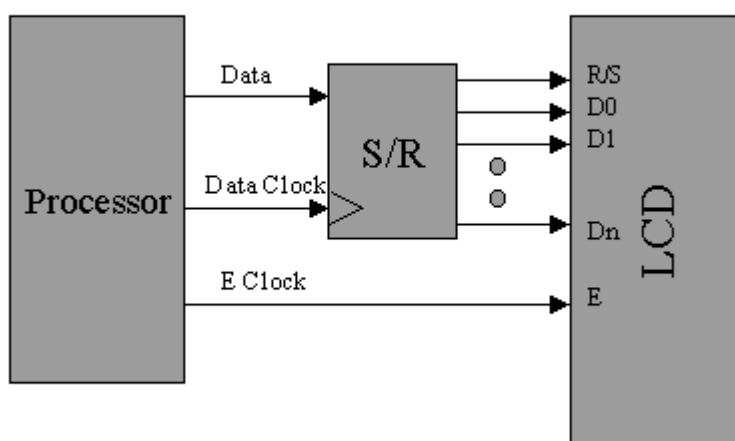 Processor
Data
Data Clock
E Clock
S/R
R/S
D0
D1
Dn
E
LCD